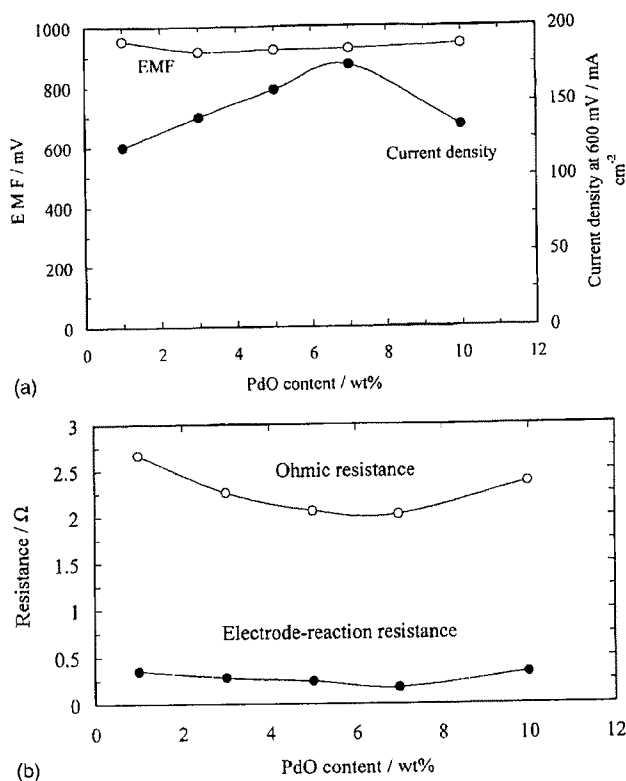 1000
800
600
400
200
0
E M F / mV
EMF
Current density
200
150
100
50
0
Current density at 600 mV / mA
cm-2
0 2 4 6 8 10 12
PdO content / wt%
(a)
3
2.5
2
1.5
1
0.5
0
Resistance / Ω
Ohmic resistance
Electrode-reaction resistance
0 2 4 6 8 10 12
PdO content / wt%
(b)